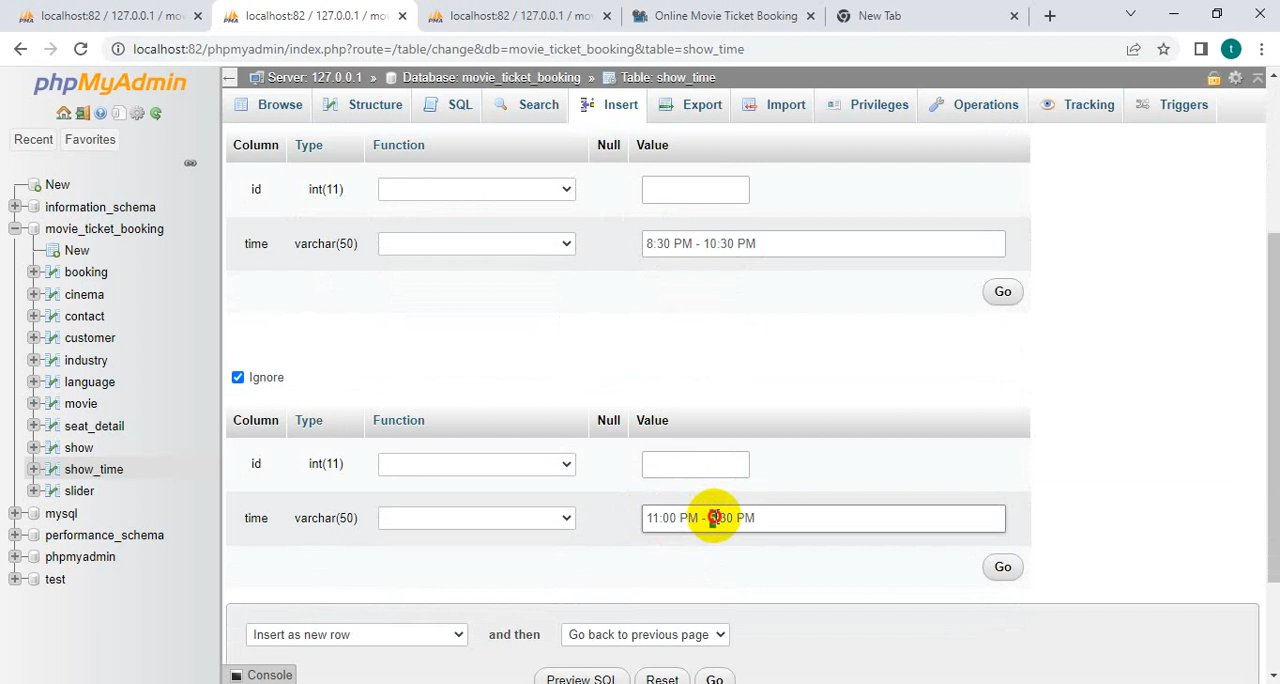 localhost:82 / 127.0.0.1 / mo
localhost:82 / 127.0.0.1 / mo
localhost:82 / 127.0.0.1 / mo
Online Movie Ticket Booking
New Tab
localhost:82/phpmyadmin/index.php?route=/table/change&db=movie_ticket_booking&table=show_time
t
phpMyAdmin
Recent
Favorites
New
information_schema
movie_ticket_booking
New
booking
cinema
contact
customer
industry
language
movie
seat_detail
show
show_time
slider
mysql
performance_schema
phpmyadmin
test
Server: 127.0.0.1 » Database: movie_ticket_booking » Table: show_time
Browse Structure SQL Search Insert Export Import Privileges Operations Tracking Triggers
Column Type Function Null Value
id int(11)
time varchar(50) 8:30 PM - 10:30 PM
Go
Ignore
Column Type Function Null Value
id int(11)
time varchar(50) 11:00 PM - :30 PM
Go
Insert as new row and then Go back to previous page
Console Preview SQL Reset Go